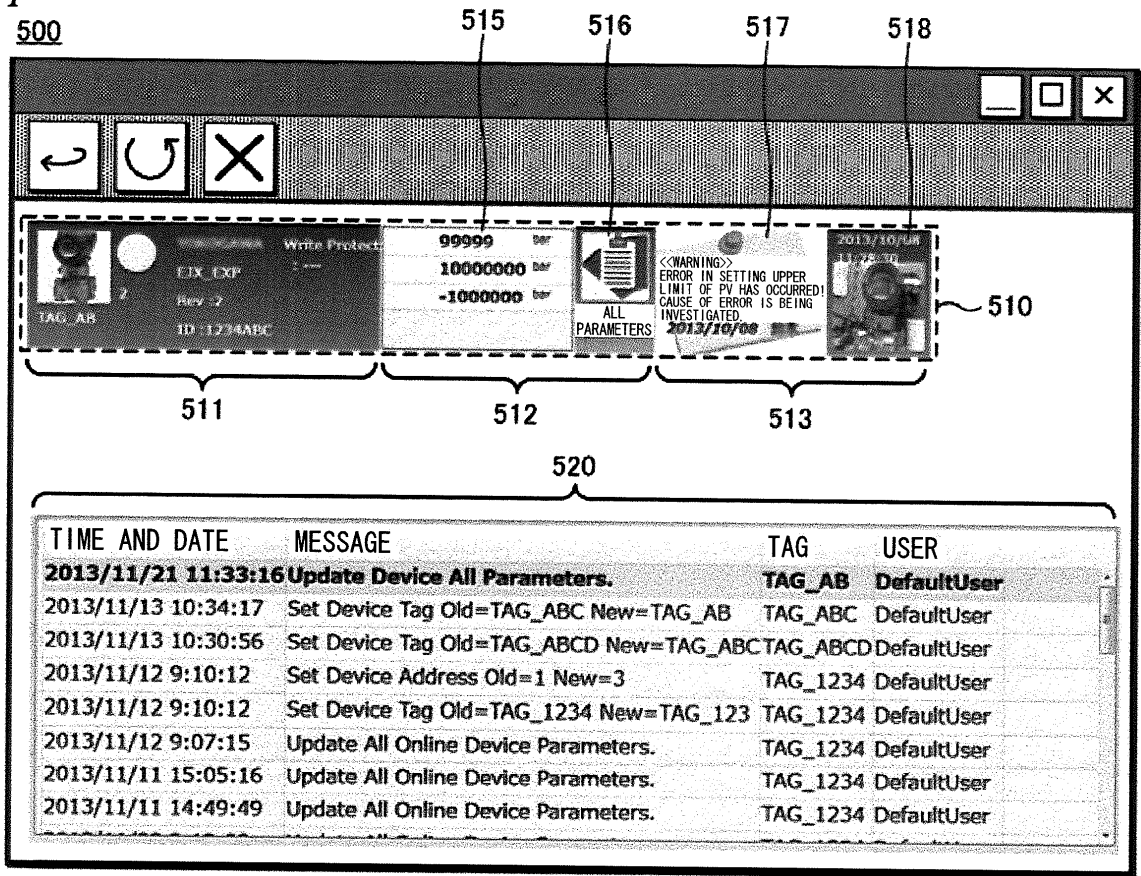 500
515 516 517 518
99999 bar
10000000 bar
-1000000 bar
Write Protect
EJX_EXP
Rev :2
ID :1234ABC
2
TAG_AB
ALL
PARAMETERS
<<WARNING>>
ERROR IN SETTING UPPER
LIMIT OF PV HAS OCCURRED!
CAUSE OF ERROR IS BEING
INVESTIGATED.
2013/10/08
2013/10/08
510
511 512 513
520
TIME AND DATE MESSAGE TAG USER
2013/11/21 11:33:16 Update Device All Parameters. TAG_AB DefaultUser
2013/11/13 10:34:17 Set Device Tag Old=TAG_ABC New=TAG_AB TAG_ABC DefaultUser
2013/11/13 10:30:56 Set Device Tag Old=TAG_ABCD New=TAG_ABC TAG_ABCD DefaultUser
2013/11/12 9:10:12 Set Device Address Old=1 New=3 TAG_1234 DefaultUser
2013/11/12 9:10:12 Set Device Tag Old=TAG_1234 New=TAG_123 TAG_1234 DefaultUser
2013/11/12 9:07:15 Update All Online Device Parameters. TAG_1234 DefaultUser
2013/11/11 15:05:16 Update All Online Device Parameters. TAG_1234 DefaultUser
2013/11/11 14:49:49 Update All Online Device Parameters. TAG_1234 DefaultUser